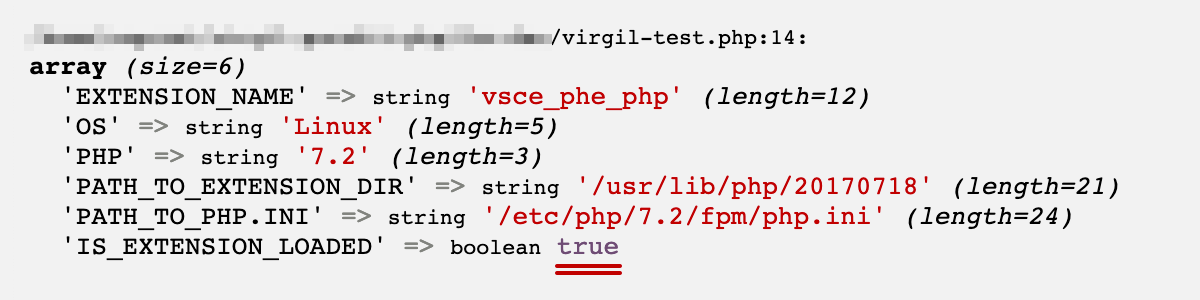 /virgil-test.php:14:
array (size=6)
'EXTENSION_NAME' => string 'vsce_phe_php' (length=12)
'OS' => string 'Linux' (length=5)
'PHP' => string '7.2' (length=3)
'PATH_TO_EXTENSION_DIR' => string '/usr/lib/php/20170718' (length=21)
'PATH_TO_PHP.INI' => string '/etc/php/7.2/fpm/php.ini' (length=24)
'IS_EXTENSION_LOADED' => boolean true